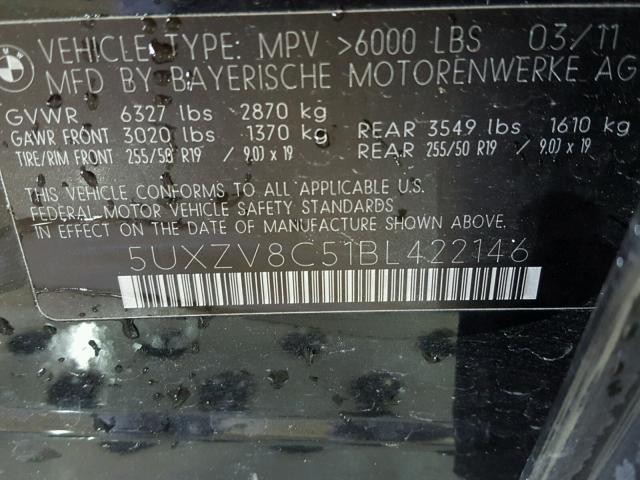 BMW
VEHICLE TYPE: MPV >6000 LBS 03/11
MFD BY BAYERISCHE MOTORENWERKE AG
GVWR 6327 lbs 2870 kg
GAWR FRONT 3020 lbs 1370 kg REAR 3549 lbs 1610 kg
TIRE/RIM FRONT 255/50 R19 / 9.0J x 19 REAR 255/50 R19 / 9.0J x 19
THIS VEHICLE CONFORMS TO ALL APPLICABLE U.S.
FEDERAL MOTOR VEHICLE SAFETY STANDARDS
IN EFFECT ON THE DATE OF MANUFACTURE SHOWN ABOVE.
5UXZV8C51BL422146